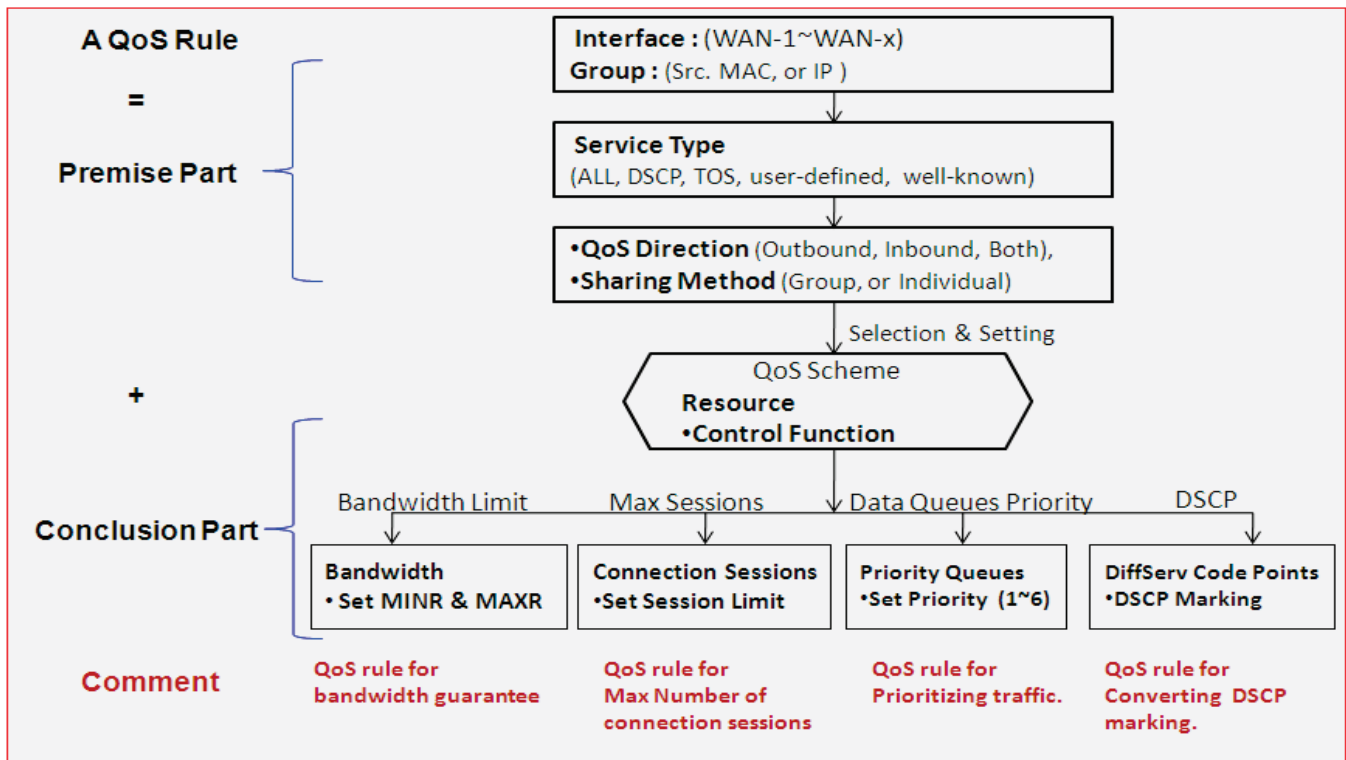 A QoS Rule
=
Premise Part
+
Conclusion Part
Comment
Interface : (WAN-1~WAN-x)
Group : (Src. MAC, or IP )
Service Type
(ALL, DSCP, TOS, user-defined, well-known)
•QoS Direction (Outbound, Inbound, Both),
•Sharing Method (Group, or Individual)
Selection & Setting
QoS Scheme
Resource
•Control Function
Bandwidth Limit
Max Sessions
Data Queues Priority
DSCP
Bandwidth
• Set MINR & MAXR
Connection Sessions
•Set Session Limit
Priority Queues
•Set Priority (1~6)
DiffServ Code Points
•DSCP Marking
QoS rule for
bandwidth guarantee
QoS rule for
Max Number of
connection sessions
QoS rule for
Prioritizing traffic.
QoS rule for
Converting DSCP
marking.